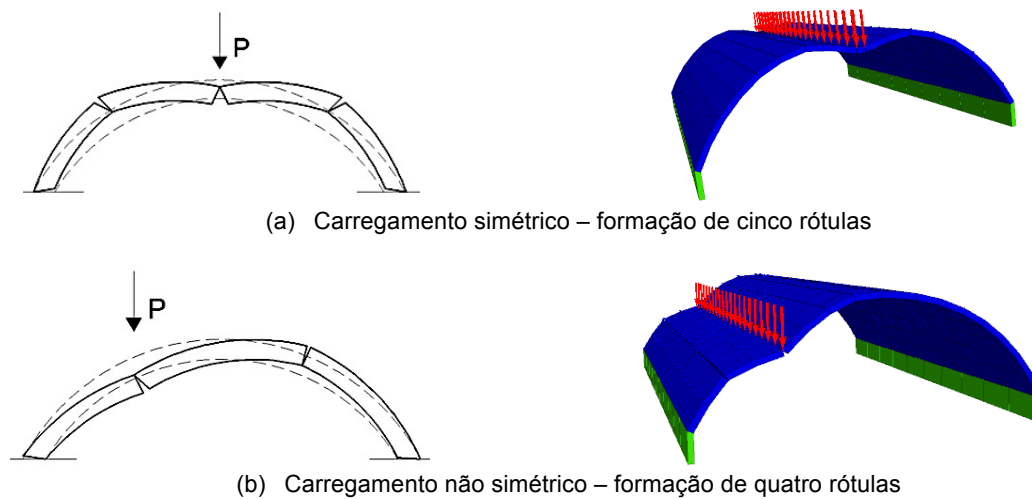 P
(a) Carregamento simétrico – formação de cinco rótulas
P
(b) Carregamento não simétrico – formação de quatro rótulas